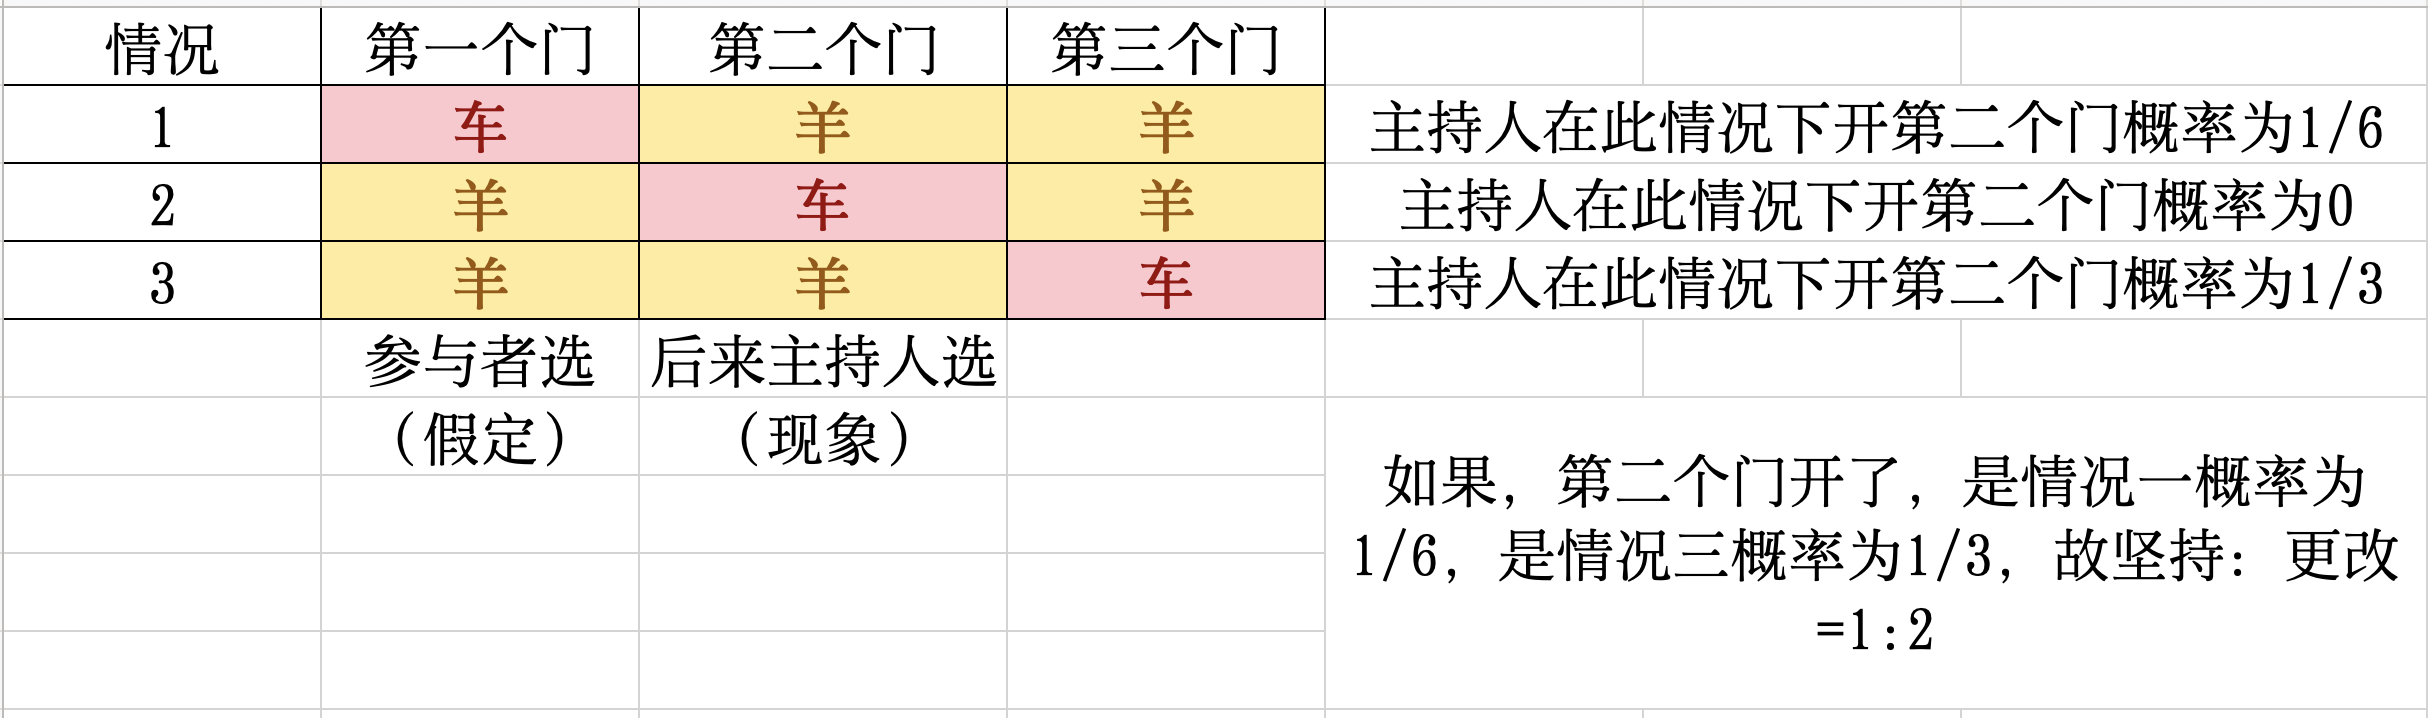 情况 第一个门 第二个门 第三个门
1 车 羊 羊 主持人在此情况下开第二个门概率为1/6
2 羊 车 羊 主持人在此情况下开第二个门概率为0
3 羊 羊 车 主持人在此情况下开第二个门概率为1/3
参与者选 后来主持人选
（假定） （现象）
如果，第二个门开了，是情况一概率为
1/6，是情况三概率为1/3，故坚持：更改
=1:2